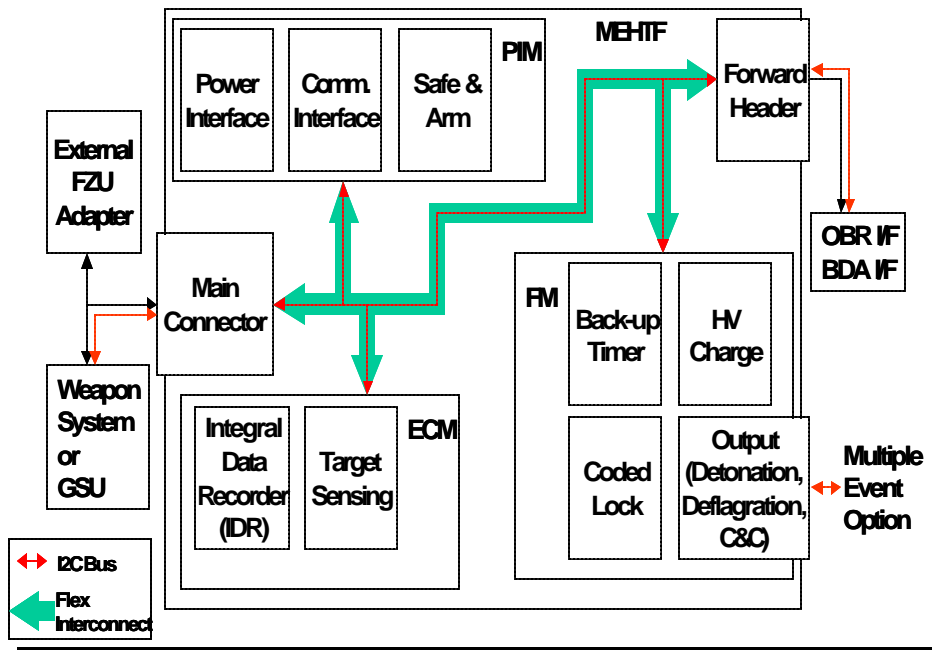 MEHTF
PIM
Power
Interface
Comm.
Interface
Safe &
Arm
Forward
Header
External
FZU
Adapter
OBR I/F
BDA I/F
Main
Connector
FM
Back-up
Timer
HV
Charge
Weapon
System
or
GSU
ECM
Integral
Data
Recorder
(IDR)
Target
Sensing
Coded
Lock
Output
(Detonation,
Deflagration,
C&C)
Multiple
Event
Option
I2C Bus
Flex
Interconnect